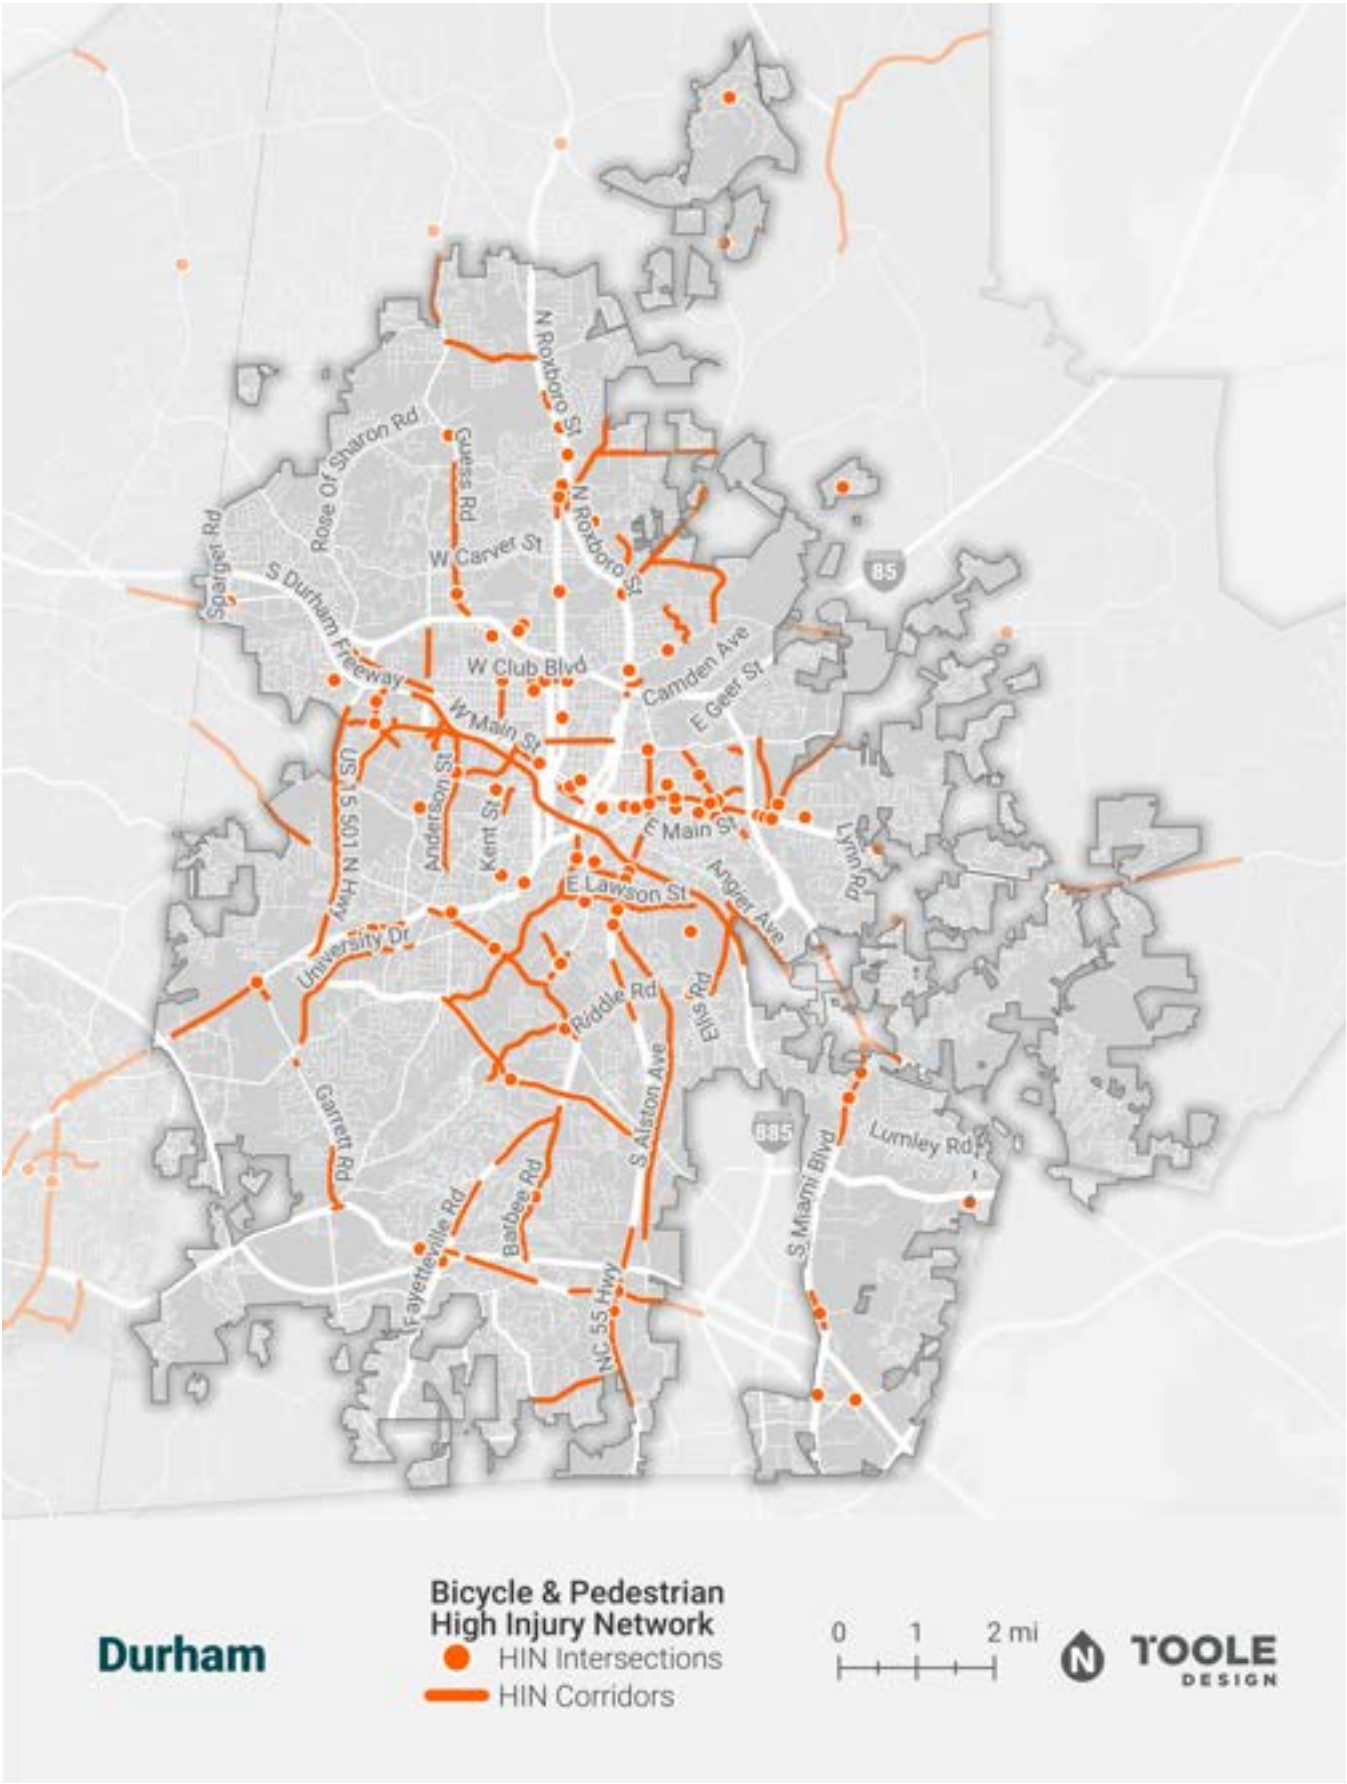 N Roxboro St
Rose Of Sharon Rd
Guess Rd
N Roxboro St
Sparger Rd
W Carver St
85
S Durham Freeway
W Club Blvd
Camden Ave
E Geer St
W Main St
US 15 501 N Hwy
Anderson St
Kent St
E Main St
Lynn Rd
Angier Ave
E Lawson St
University Dr
Riddle Rd
Ellis Rd
Garrett Rd
S Alston Ave
885
Lumley Rd
S Miami Blvd
Barbee Rd
Fayetteville Rd
NC 55 Hwy
Durham
Bicycle & Pedestrian
High Injury Network
HIN Intersections
HIN Corridors
0 1 2 mi
N
TOOLE
DESIGN